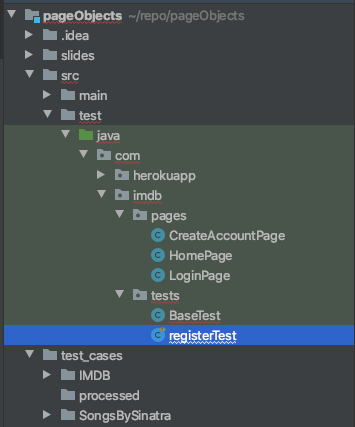 pageObjects ~/repo/pageObjects
.idea
slides
src
main
test
java
com
herokuapp
imdb
pages
CreateAccountPage
HomePage
LoginPage
tests
BaseTest
registerTest
test_cases
IMDB
processed
SongsBySinatra